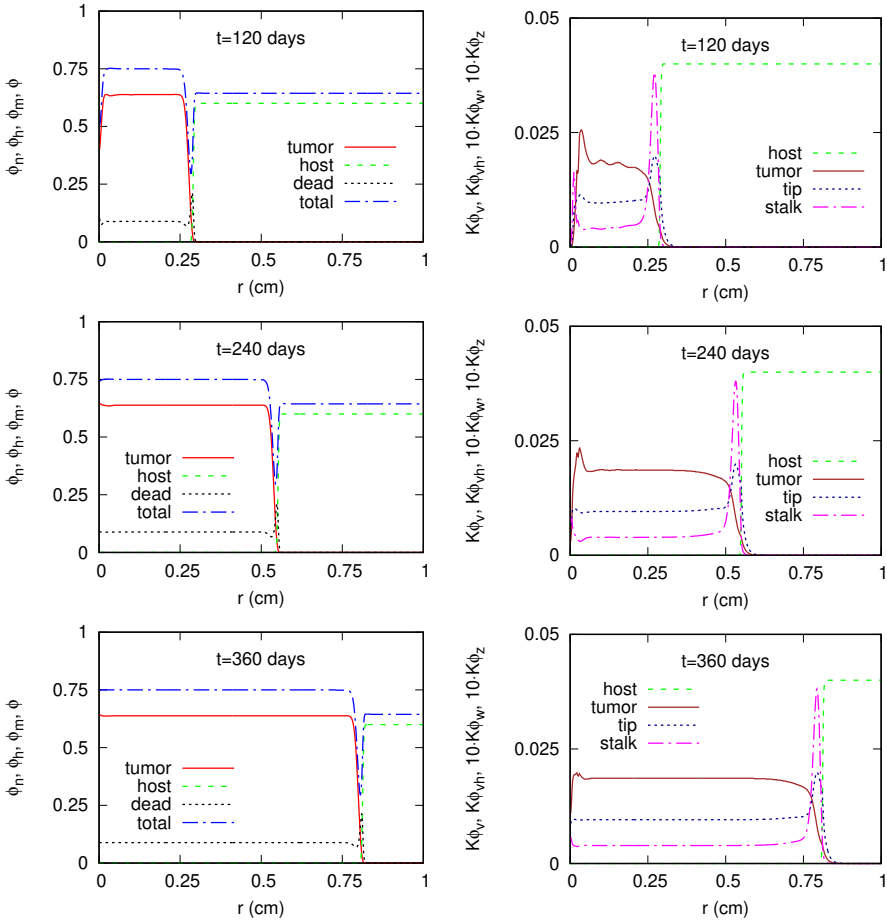 t=120 days
ϕn, ϕh, ϕm, ϕ
1
0.75
0.5
0.25
0
tumor
host
dead
total
0 0.25 0.5 0.75 1
r (cm)
t=120 days
Kϕv, Kϕvh, 10·Kϕw, 10·Kϕz
0.05
0.025
0
host
tumor
tip
stalk
0 0.25 0.5 0.75 1
r (cm)
t=240 days
ϕn, ϕh, ϕm, ϕ
1
0.75
0.5
0.25
0
tumor
host
dead
total
0 0.25 0.5 0.75 1
r (cm)
t=240 days
Kϕv, Kϕvh, 10·Kϕw, 10·Kϕz
0.05
0.025
0
host
tumor
tip
stalk
0 0.25 0.5 0.75 1
r (cm)
t=360 days
ϕn, ϕh, ϕm, ϕ
1
0.75
0.5
0.25
0
tumor
host
dead
total
0 0.25 0.5 0.75 1
r (cm)
t=360 days
Kϕv, Kϕvh, 10·Kϕw, 10·Kϕz
0.05
0.025
0
host
tumor
tip
stalk
0 0.25 0.5 0.75 1
r (cm)